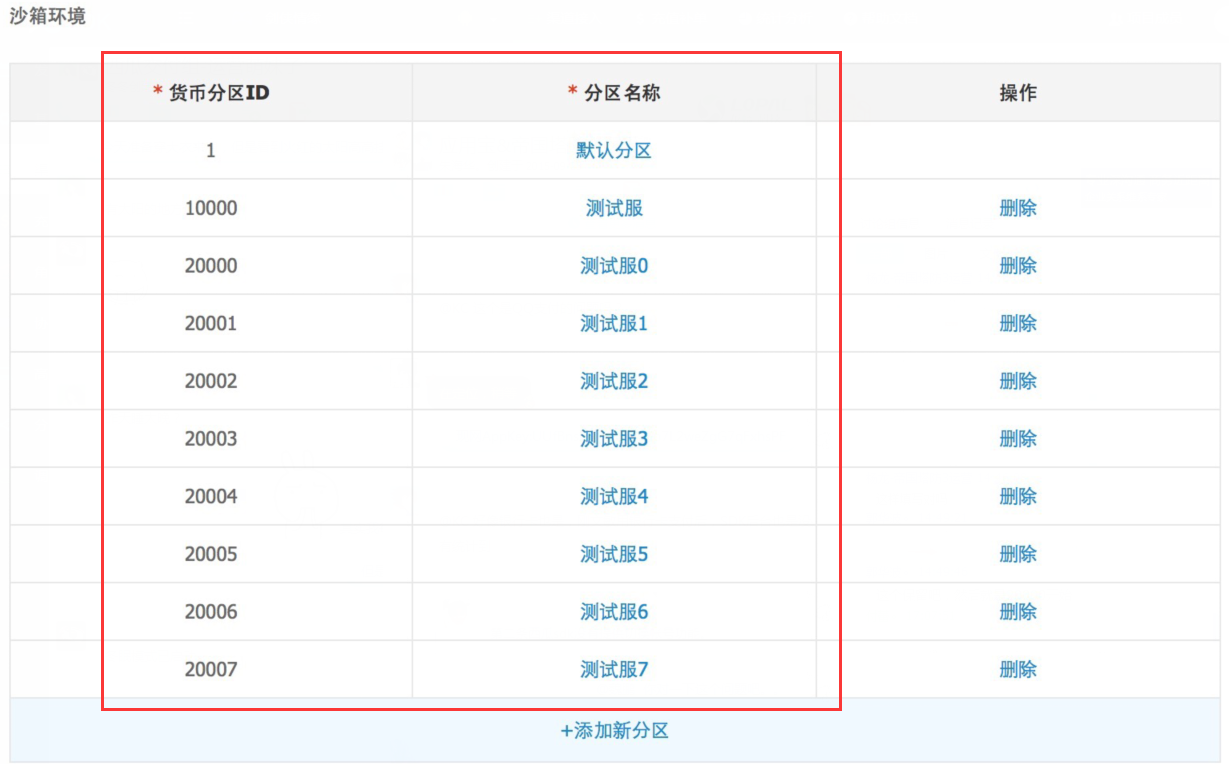 沙箱环境
* 货币分区ID * 分区名称 操作
1 默认分区
10000 测试服 删除
20000 测试服0 删除
20001 测试服1 删除
20002 测试服2 删除
20003 测试服3 删除
20004 测试服4 删除
20005 测试服5 删除
20006 测试服6 删除
20007 测试服7 删除
+添加新分区